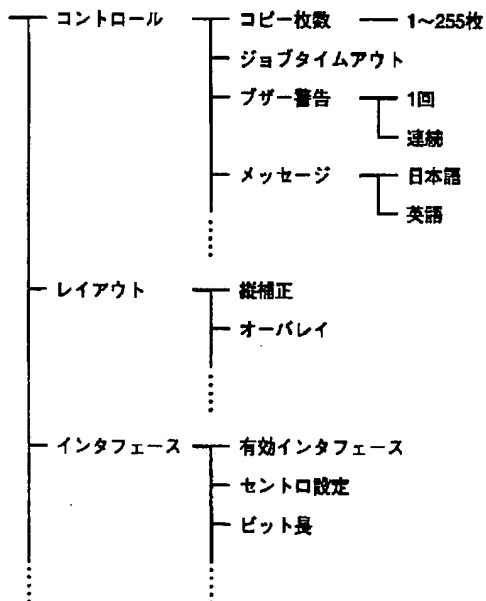 コントロール コピー枚数 1～255枚
ジョブタイムアウト
ブザー警告 1回
連続
メッセージ 日本語
英語
レイアウト 縦補正
オーバレイ
インタフェース 有効インタフェース
セントロ設定
ビット長